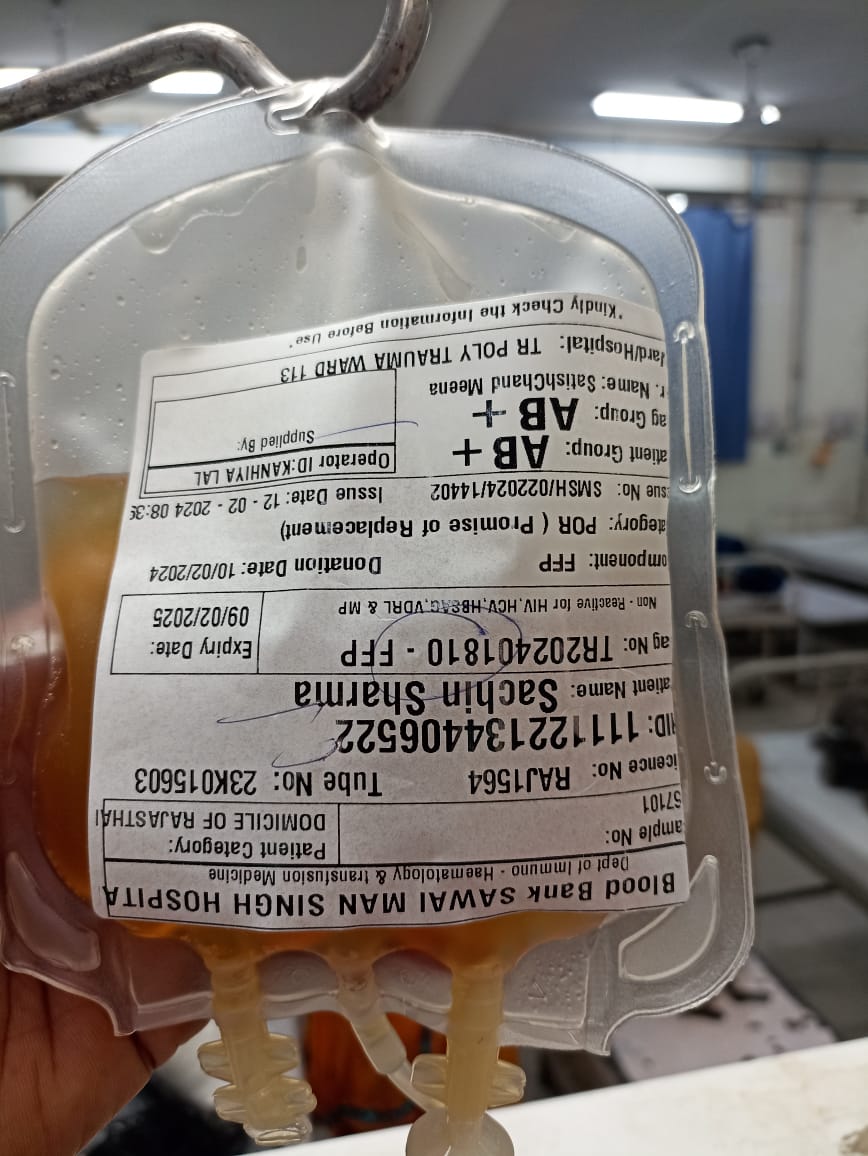 Blood Bank SAWAI MAN SINGH HOSPITA
Dept of Immuno - Haematology & transfusion Medicine
ample No:
S7101
Patient Category:
DOMICILE OF RAJASTHAI
icence No: RAJ1564 Tube No: 23K015603
RID: 111122134406522
atient Name: Sachin Sharma
ag No: TR202401810 - FFP
Expiry Date:
09/02/2025
Non - Reactive for HIV,HCV,HBSAG,VDRL & MP
omponent: FFP Donation Date: 10/02/2024
ategory: POR ( Promise of Replacement)
sue No: SMSH/022024/14402 Issue Date: 12 - 02 - 2024 08:3
atient Group: AB +
ag Group: AB +
Operator ID:KANHIYA LAL
Supplied By:
r. Name: SatishChand Meena
ard/Hospital: TR POLY TRAUMA WARD 113
*Kindly Check the Information Before Use*